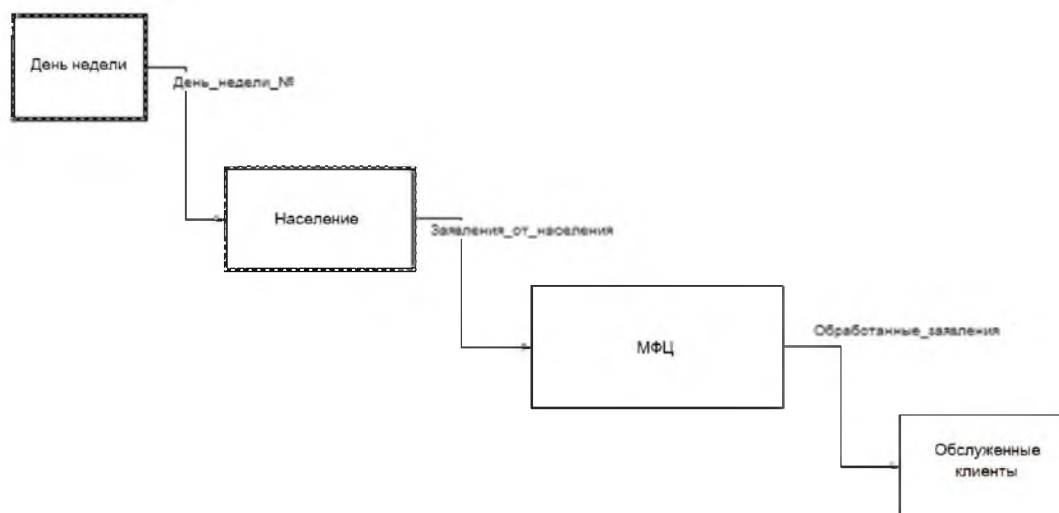 День недели
День_недели_№
Население
Заявления_от_населения
МФЦ
Обработанные_заявления
Обслуженные
клиенты